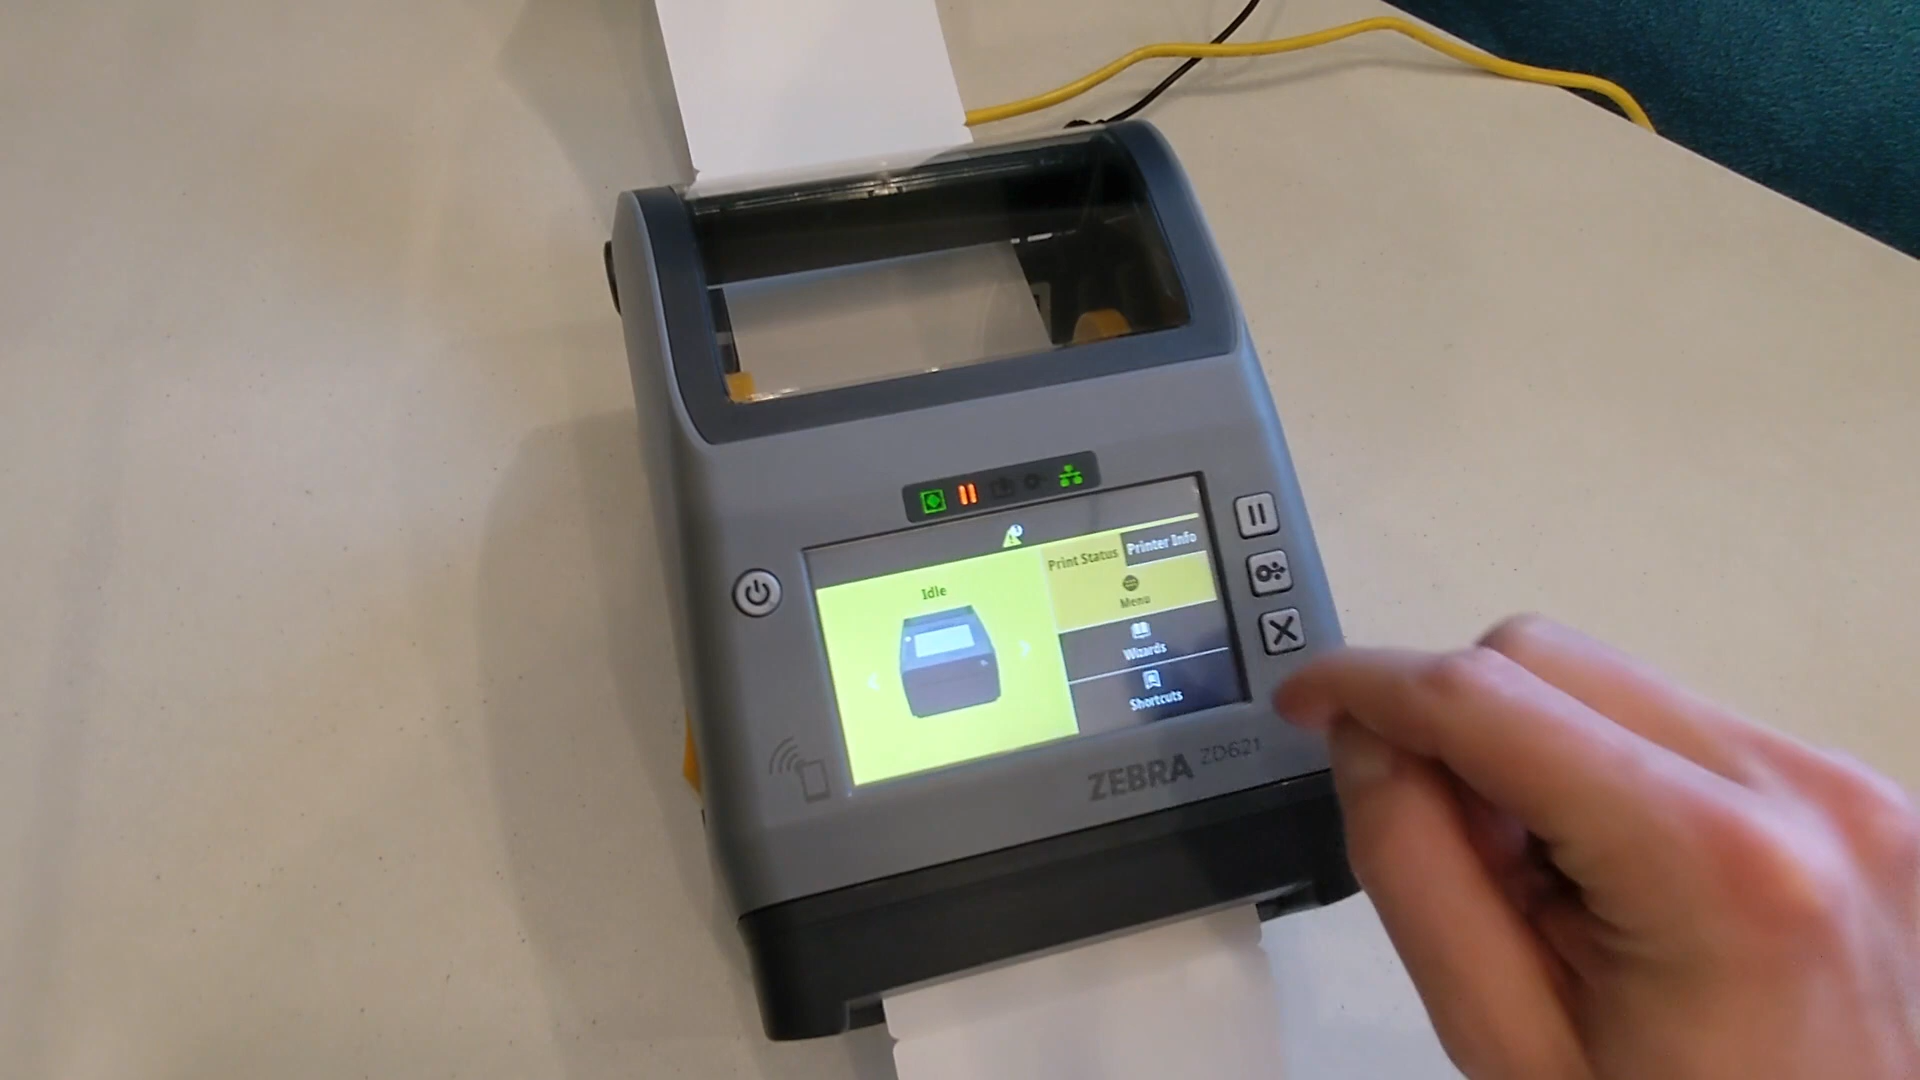 Idle
Print Status
Printer Info
Menu
Wizards
Shortcuts
ZEBRA ZD621